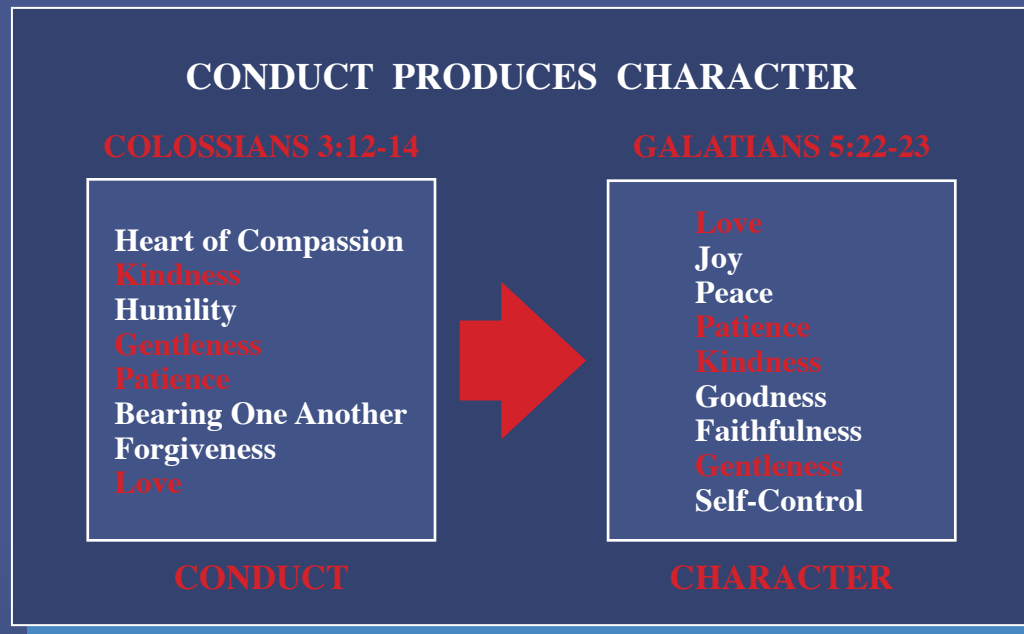 CONDUCT PRODUCES CHARACTER
COLOSSIANS 3:12-14
Heart of Compassion
Kindness
Humility
Gentleness
Patience
Bearing One Another
Forgiveness
Love
CONDUCT
GALATIANS 5:22-23
Love
Joy
Peace
Patience
Kindness
Goodness
Faithfulness
Gentleness
Self-Control
CHARACTER